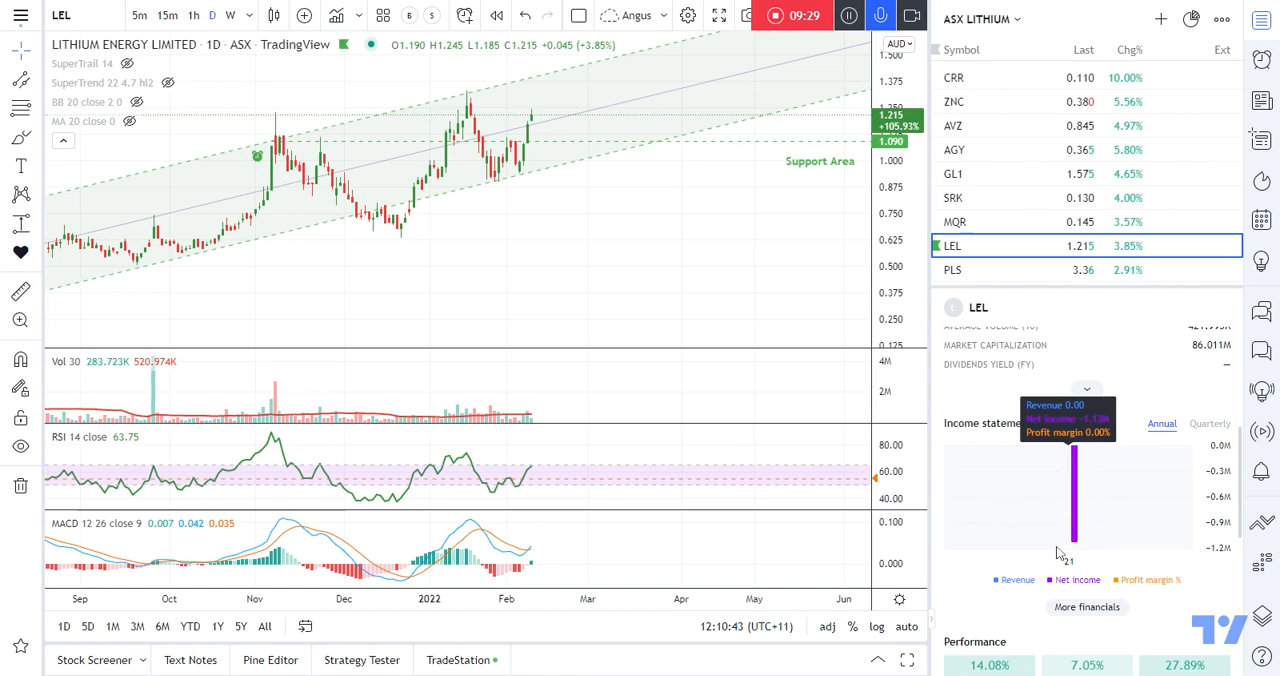 LEL 5m 15m 1h D W B S Angus 09:29
LITHIUM ENERGY LIMITED · 1D · ASX · TradingView O1.190 H1.245 L1.185 C1.215 +0.045 (+3.85%)
SuperTrail 14
SuperTrend 22 4.7 hl2
BB 20 close 2 0
MA 20 close 0
AUD
1.500
1.375
1.250
1.215
+105.93%
1.090
1.000
0.875
0.750
0.625
0.500
0.375
0.250
0.125
Support Area
Vol 30 283.723K 520.974K
4M
2M
RSI 14 close 63.75
80.00
60.00
40.00
MACD 12 26 close 9 0.007 0.042 0.035
0.100
0.000
Sep Oct Nov Dec 2022 Feb Mar Apr May Jun
1D 5D 1M 3M 6M YTD 1Y 5Y All 12:10:43 (UTC+11) adj % log auto
Stock Screener Text Notes Pine Editor Strategy Tester TradeStation
ASX LITHIUM
Symbol Last Chg% Ext
CRR 0.110 10.00%
ZNC 0.380 5.56%
AVZ 0.845 4.97%
AGY 0.365 5.80%
GL1 1.575 4.65%
SRK 0.130 4.00%
MQR 0.145 3.57%
LEL 1.215 3.85%
PLS 3.36 2.91%
L LEL
MARKET CAPITALIZATION 86.011M
DIVIDENDS YIELD (FY) —
Revenue 0.00
Net income −1.13M
Profit margin 0.00%
Income stateme Annual Quarterly
0.0M
−0.3M
−0.6M
−0.9M
−1.2M
21
Revenue Net income Profit margin %
More financials
Performance
14.08% 7.05% 27.89%